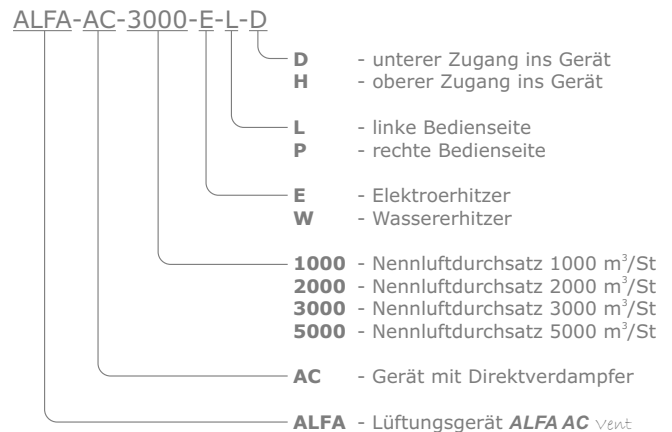 ALFA-AC-3000-E-L-D
D - unterer Zugang ins Gerät
H - oberer Zugang ins Gerät
L - linke Bedienseite
P - rechte Bedienseite
E - Elektroerhitzer
W - Wassererhitzer
1000 - Nennluftdurchsatz 1000 m³/St
2000 - Nennluftdurchsatz 2000 m³/St
3000 - Nennluftdurchsatz 3000 m³/St
5000 - Nennluftdurchsatz 5000 m³/St
AC - Gerät mit Direktverdampfer
ALFA - Lüftungsgerät ALFA AC Vent